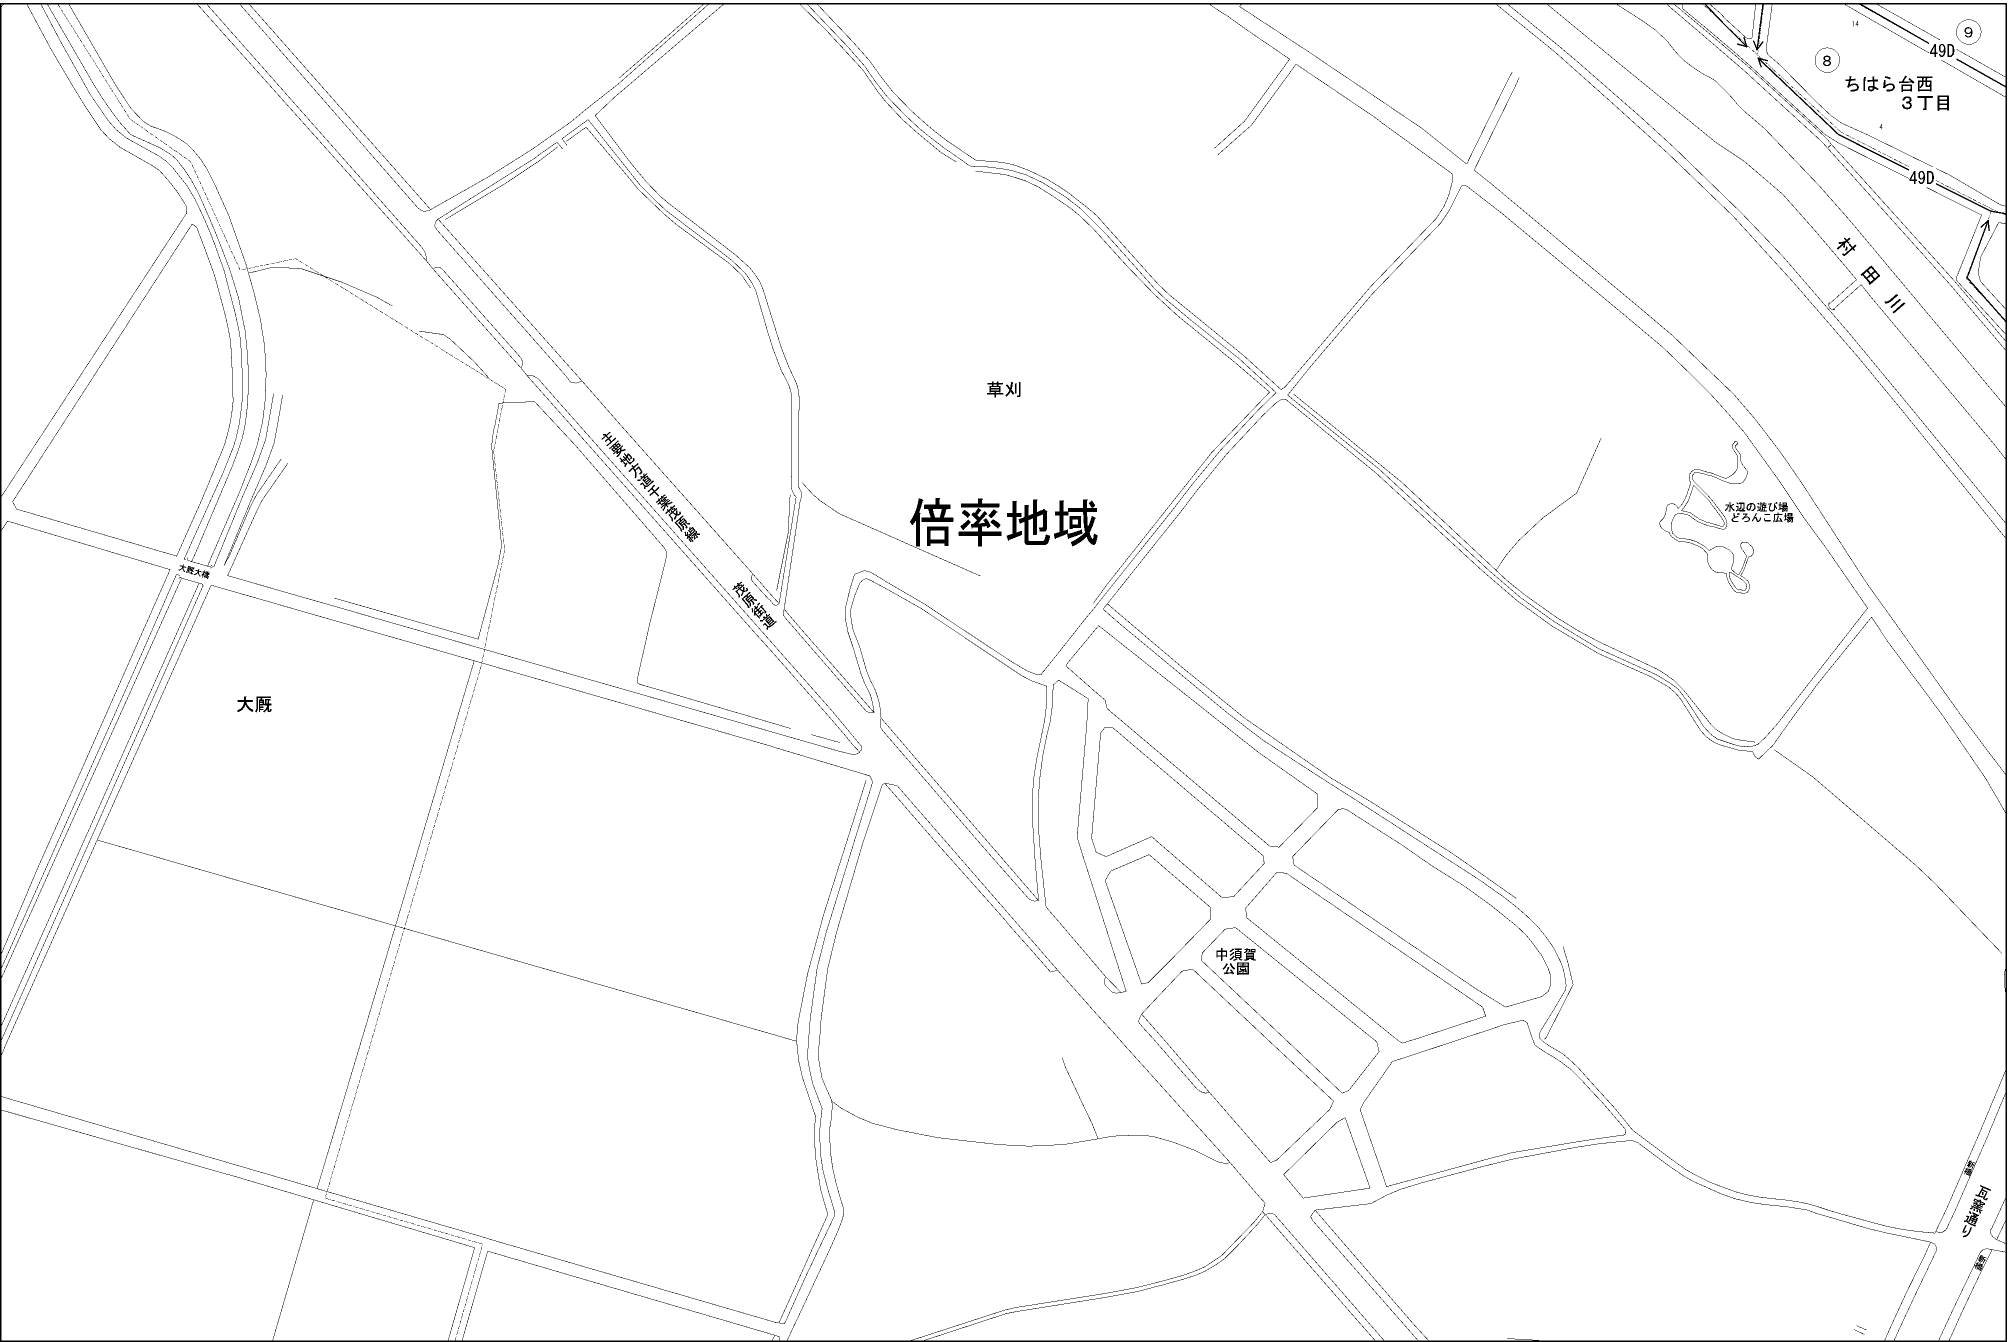 14
9
49D
8
ちはら台西
3丁目
4
49D
村田川
草刈
主要地方道千葉茂原線
倍率地域
水辺の遊び場
どろんこ広場
大厩大橋
茂原街道
大厩
中須賀
公園
瓦窯通り